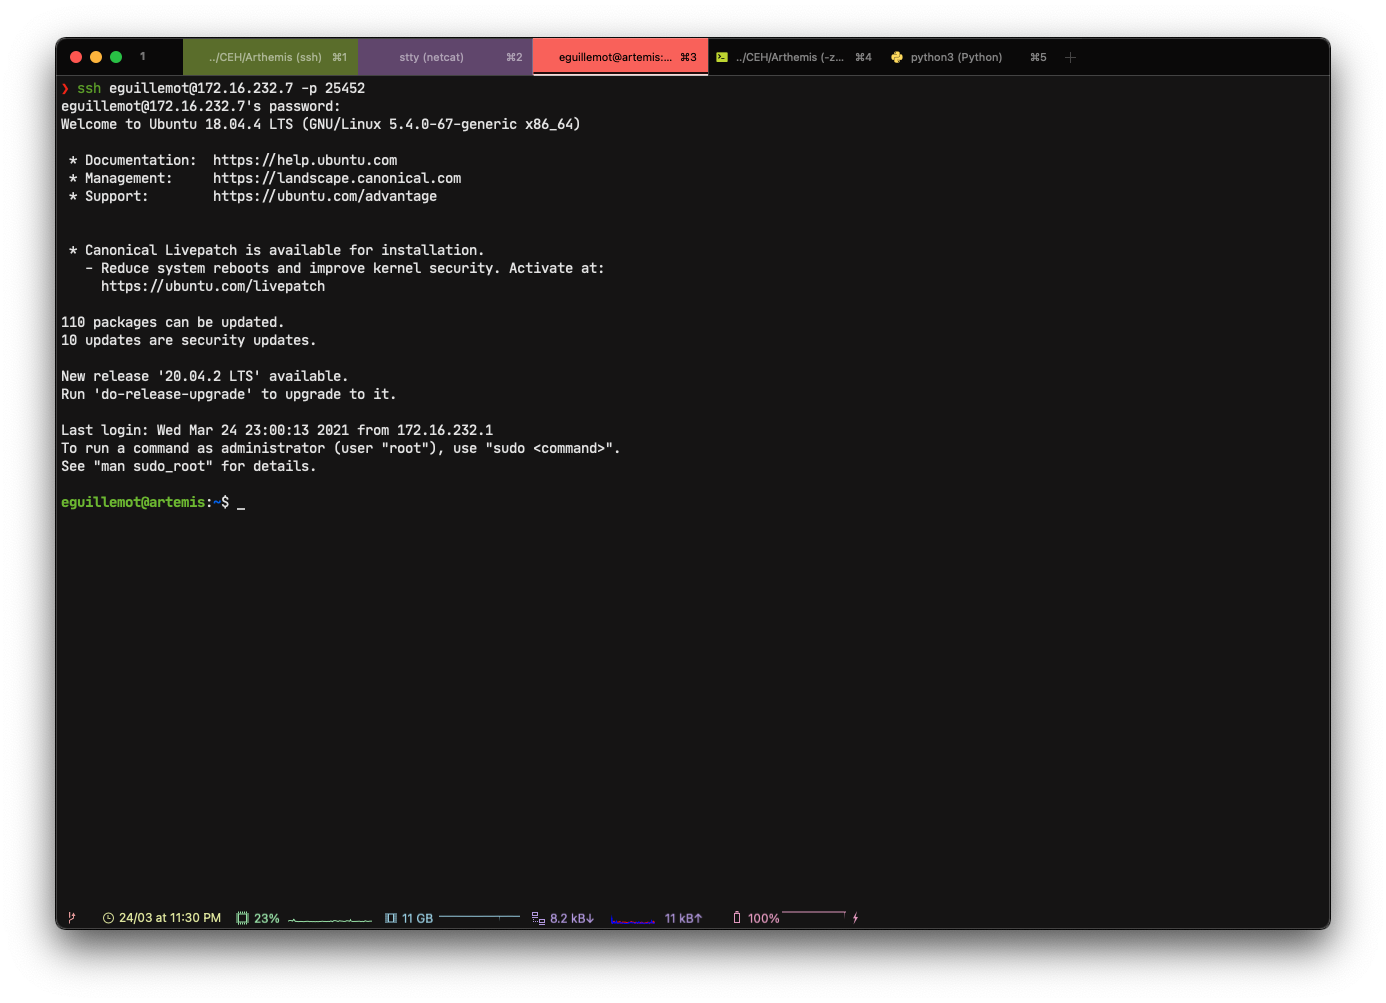 1 ../CEH/Arthemis (ssh) ⌘1 stty (netcat) ⌘2 eguillemot@artemis:... ⌘3 ../CEH/Arthemis (-z... ⌘4 python3 (Python) ⌘5
❯ ssh eguillemot@172.16.232.7 -p 25452
eguillemot@172.16.232.7's password:
Welcome to Ubuntu 18.04.4 LTS (GNU/Linux 5.4.0-67-generic x86_64)
* Documentation: https://help.ubuntu.com
* Management: https://landscape.canonical.com
* Support: https://ubuntu.com/advantage
* Canonical Livepatch is available for installation.
- Reduce system reboots and improve kernel security. Activate at:
https://ubuntu.com/livepatch
110 packages can be updated.
10 updates are security updates.
New release '20.04.2 LTS' available.
Run 'do-release-upgrade' to upgrade to it.
Last login: Wed Mar 24 23:00:13 2021 from 172.16.232.1
To run a command as administrator (user "root"), use "sudo <command>".
See "man sudo_root" for details.
eguillemot@artemis:~$ _
24/03 at 11:30 PM 23% 11 GB 8.2 kB↓ 11 kB↑ 100%